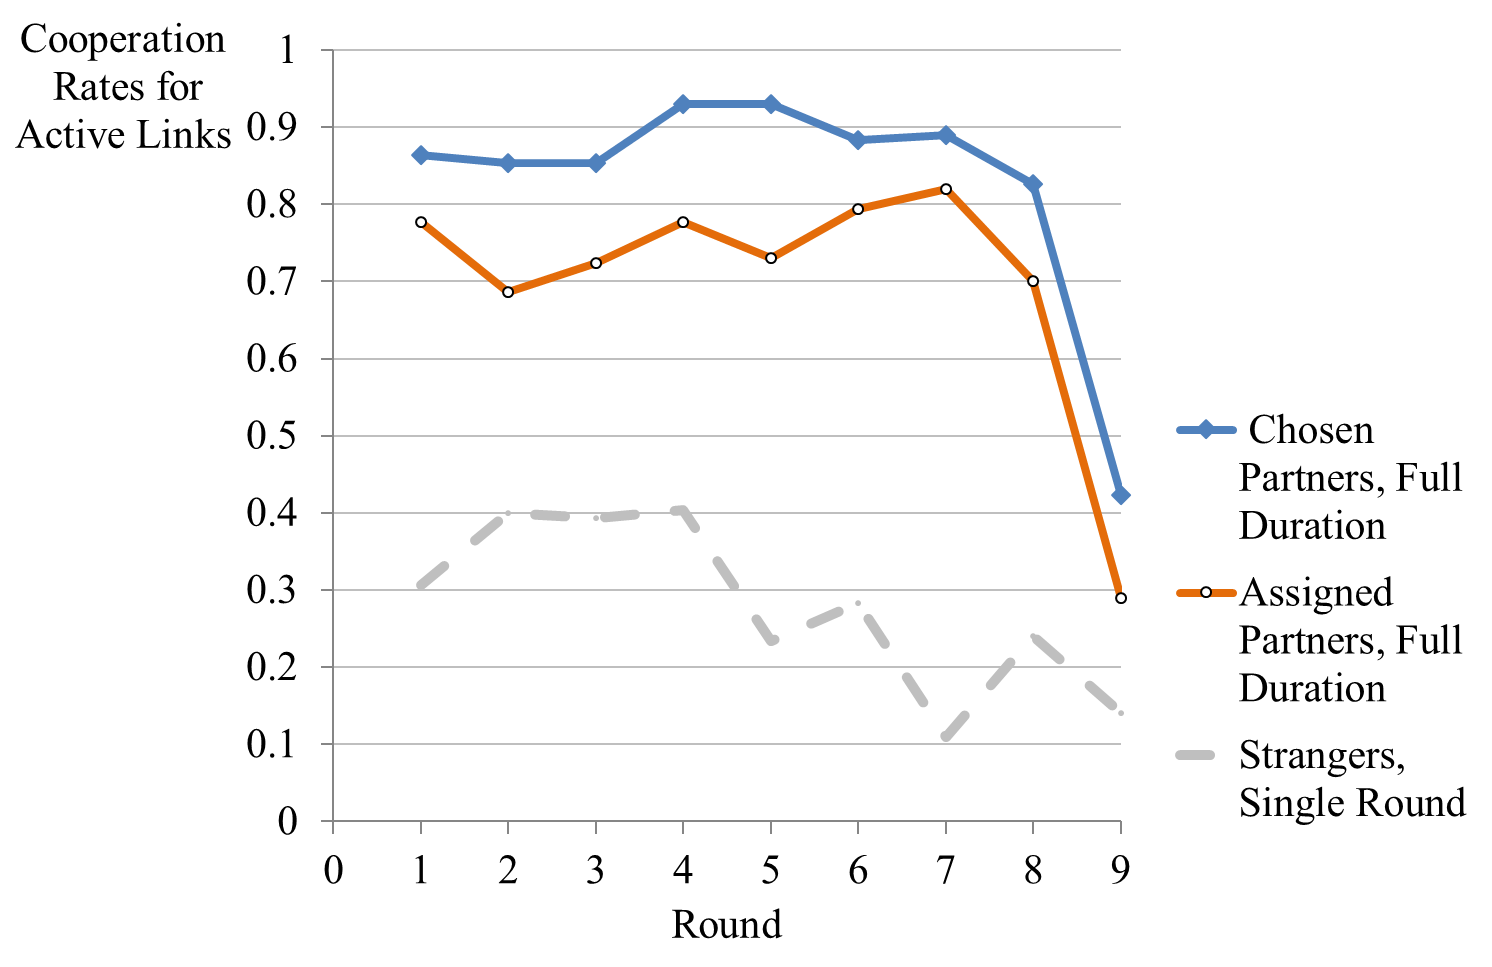 Cooperation
Rates for
Active Links
1
0.9
0.8
0.7
0.6
0.5
0.4
0.3
0.2
0.1
0
0 1 2 3 4 5 6 7 8 9
Round
Chosen
Partners, Full
Duration
Assigned
Partners, Full
Duration
Strangers,
Single Round